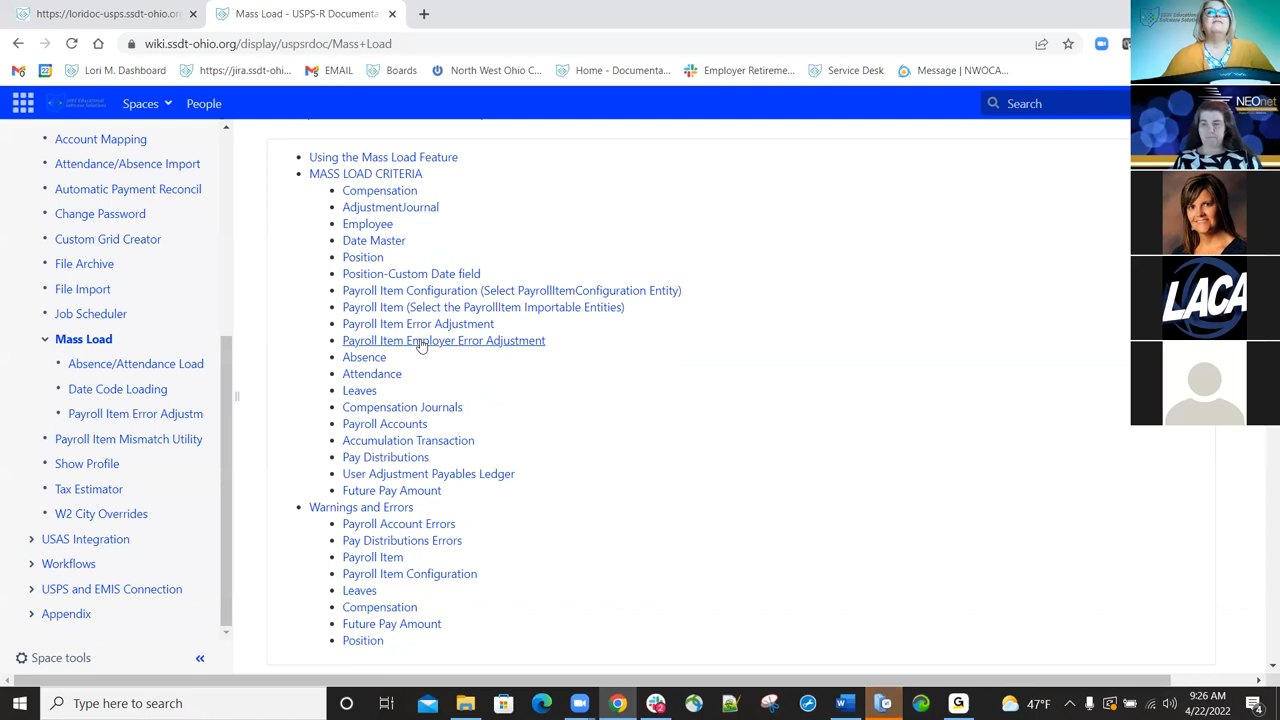 https://loridoc-usps.ssdt-ohio.org/
Mass Load - USPS-R Documenta
wiki.ssdt-ohio.org/display/uspsrdoc/Mass+Load
Lori M. Dashboard
https://jira.ssdt-ohi...
EMAIL
Boards
North West Ohio C...
Home - Documenta...
Employer Retireme...
Service Desk
Message | NWOCA...
Spaces
People
Search
Account Mapping
Attendance/Absence Import
Automatic Payment Reconcil
Change Password
Custom Grid Creator
File Archive
File Import
Job Scheduler
Mass Load
Absence/Attendance Load
Date Code Loading
Payroll Item Error Adjustm
Payroll Item Mismatch Utility
Show Profile
Tax Estimator
W2 City Overrides
USAS Integration
Workflows
USPS and EMIS Connection
Appendix
Space tools
Using the Mass Load Feature
MASS LOAD CRITERIA
Compensation
AdjustmentJournal
Employee
Date Master
Position
Position-Custom Date field
Payroll Item Configuration (Select PayrollItemConfiguration Entity)
Payroll Item (Select the PayrollItem Importable Entities)
Payroll Item Error Adjustment
Payroll Item Employer Error Adjustment
Absence
Attendance
Leaves
Compensation Journals
Payroll Accounts
Accumulation Transaction
Pay Distributions
User Adjustment Payables Ledger
Future Pay Amount
Warnings and Errors
Payroll Account Errors
Pay Distributions Errors
Payroll Item
Payroll Item Configuration
Leaves
Compensation
Future Pay Amount
Position
NEOnet
LACA
Type here to search
47°F
9:26 AM
4/22/2022
4